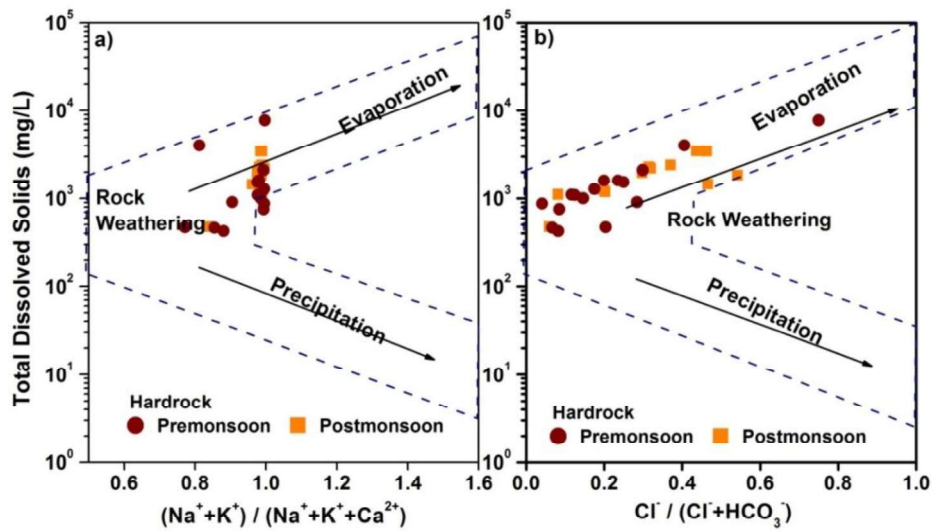 a)
b)
Total Dissolved Solids (mg/L)
10⁵
10⁴
10³
10²
10¹
10⁰
Evaporation
Rock
Weathering
Precipitation
Hardrock
Premonsoon Postmonsoon
0.6 0.8 1.0 1.2 1.4 1.6
(Na⁺+K⁺) / (Na⁺+K⁺+Ca²⁺)
10⁵
10⁴
10³
10²
10¹
10⁰
Evaporation
Rock Weathering
Precipitation
Hardrock
Premonsoon Postmonsoon
0.0 0.2 0.4 0.6 0.8 1.0
Cl⁻ / (Cl⁻+HCO₃⁻)